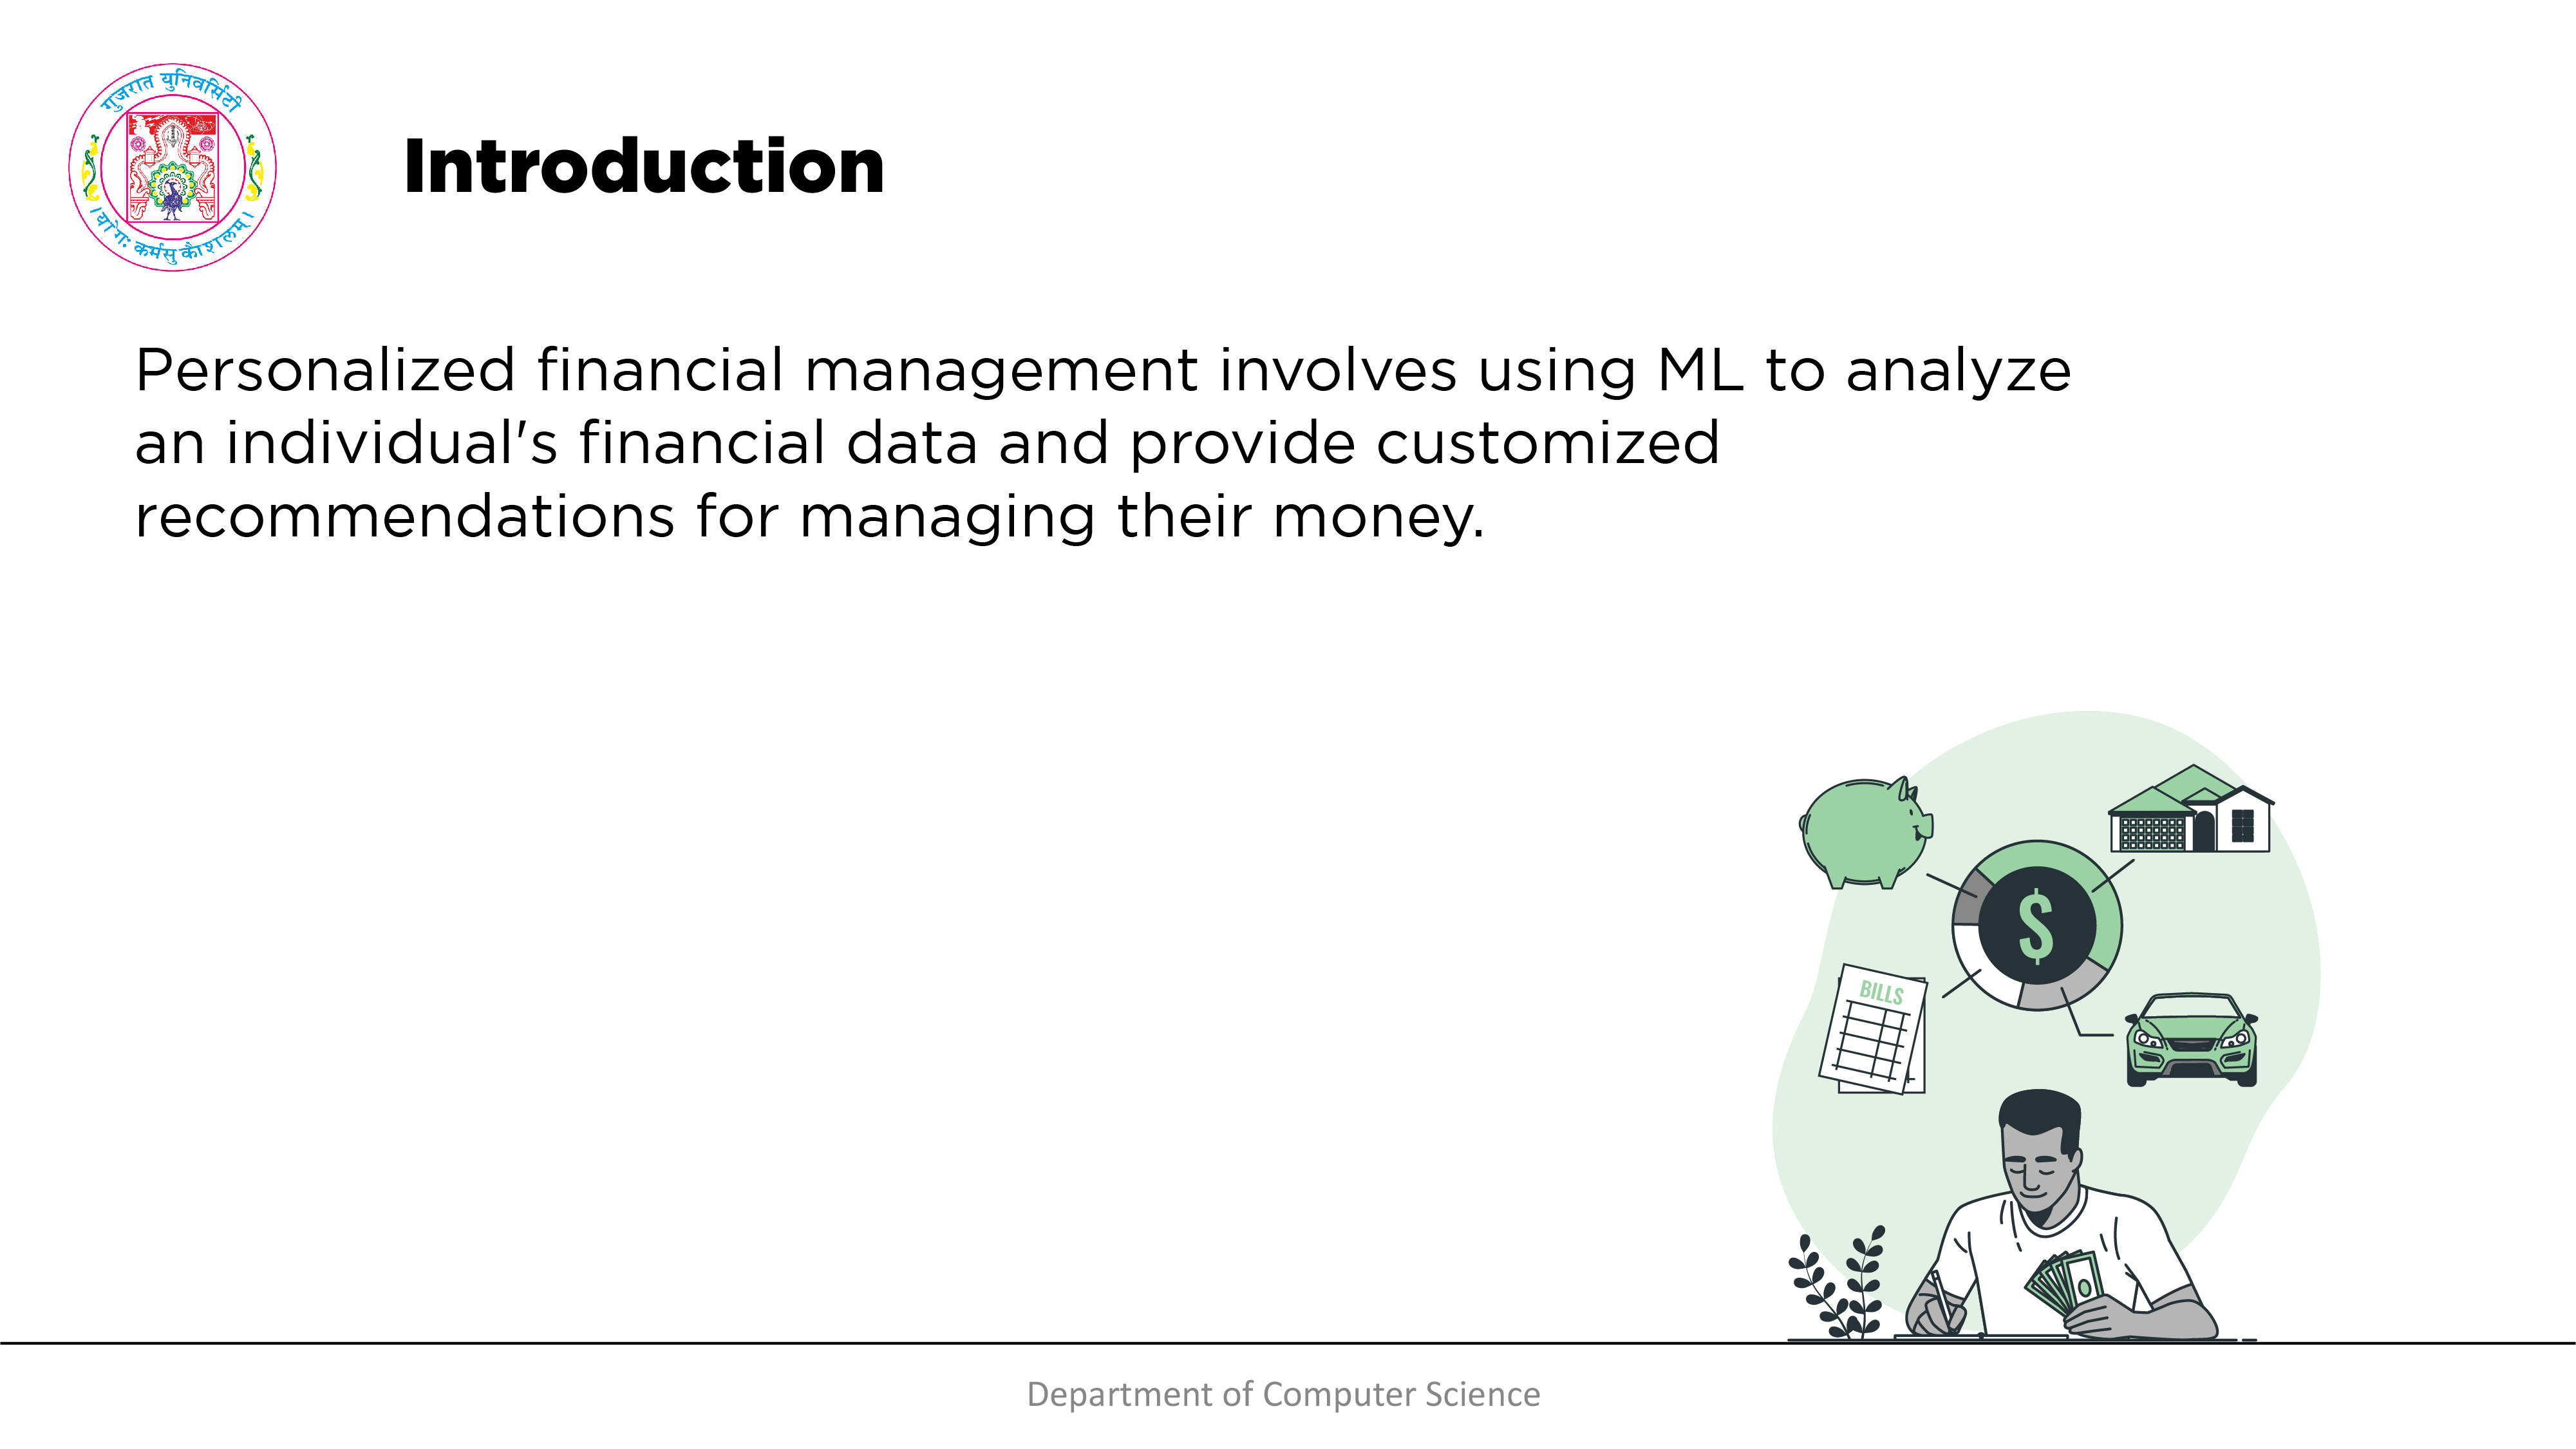 गुजरात युनिवर्सिटी
। योगः कर्मसु कौशलम् ।
Introduction
Personalized financial management involves using ML to analyze
an individual's financial data and provide customized
recommendations for managing their money.
$
BILLS
Department of Computer Science